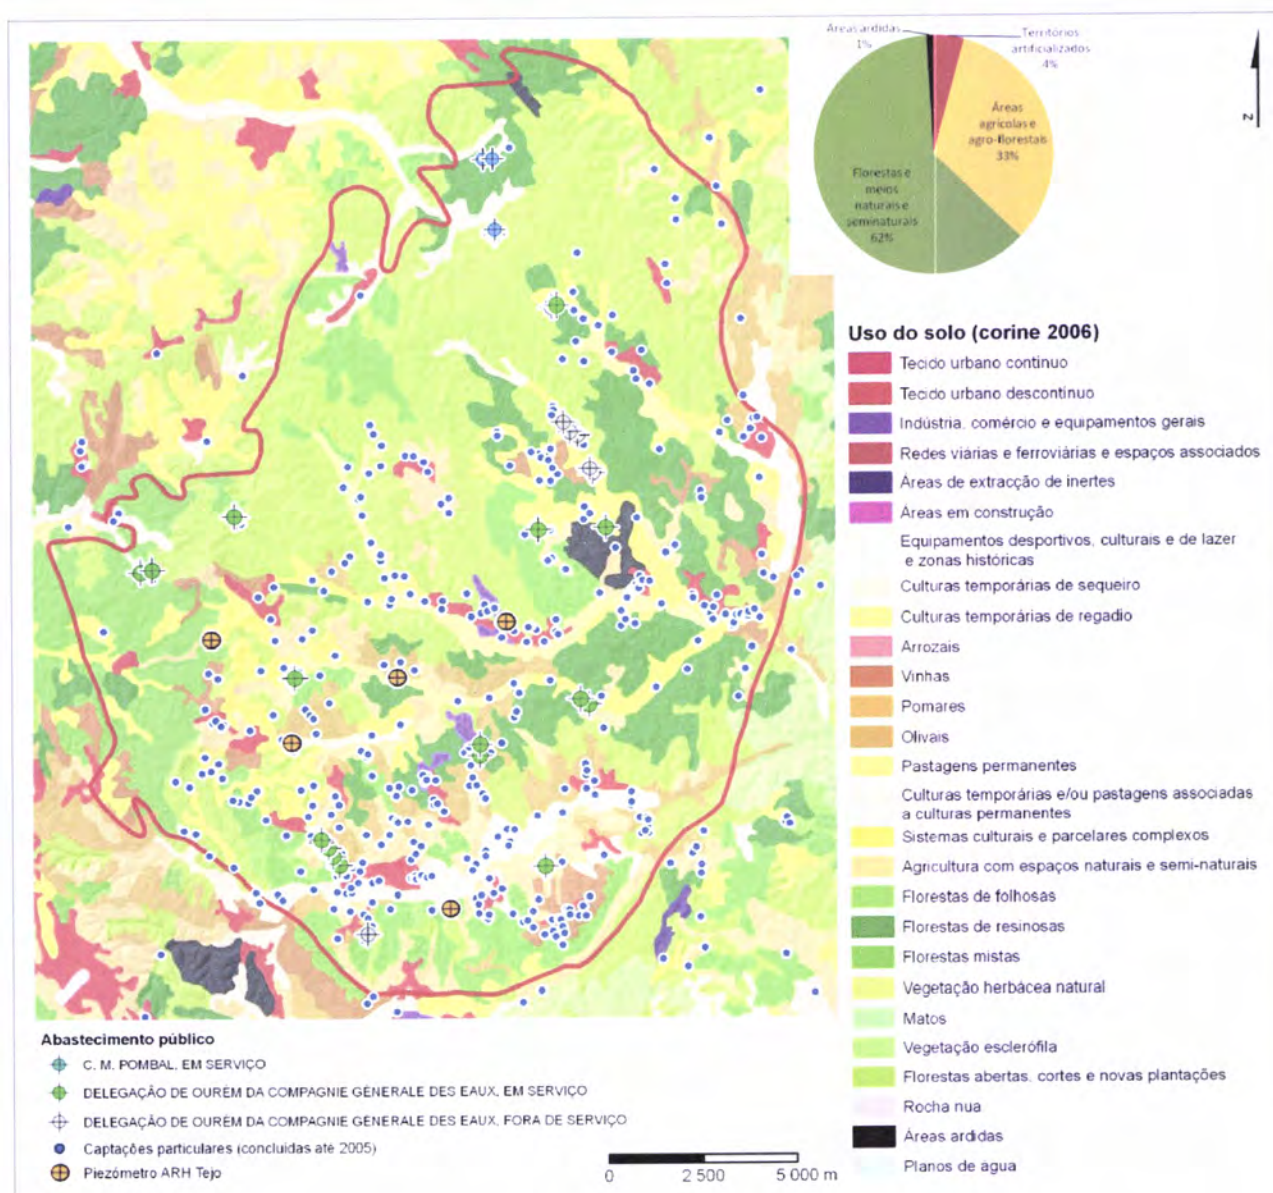 Áreas ardidas
1%
Territórios
artificializados
4%
Áreas
agrícolas e
agro-florestais
33%
Florestas e
meios
naturais e
seminaturais
62%
N
Uso do solo (corine 2006)
Tecido urbano contínuo
Tecido urbano descontínuo
Indústria, comércio e equipamentos gerais
Redes viárias e ferroviárias e espaços associados
Áreas de extracção de inertes
Áreas em construção
Equipamentos desportivos, culturais e de lazer
e zonas históricas
Culturas temporárias de sequeiro
Culturas temporárias de regadio
Arrozais
Vinhas
Pomares
Olivais
Pastagens permanentes
Culturas temporárias e/ou pastagens associadas
a culturas permanentes
Sistemas culturais e parcelares complexos
Agricultura com espaços naturais e semi-naturais
Florestas de folhosas
Florestas de resinosas
Florestas mistas
Vegetação herbácea natural
Matos
Vegetação esclerófila
Florestas abertas, cortes e novas plantações
Rocha nua
Áreas ardidas
Planos de água
Abastecimento público
C. M. POMBAL, EM SERVIÇO
DELEGAÇÃO DE OURÉM DA COMPAGNIE GÉNERALE DES EAUX, EM SERVIÇO
DELEGAÇÃO DE OURÉM DA COMPAGNIE GÉNERALE DES EAUX, FORA DE SERVIÇO
Captações particulares (concluídas até 2005)
Piezómetro ARH Tejo
0 2 500 5 000 m